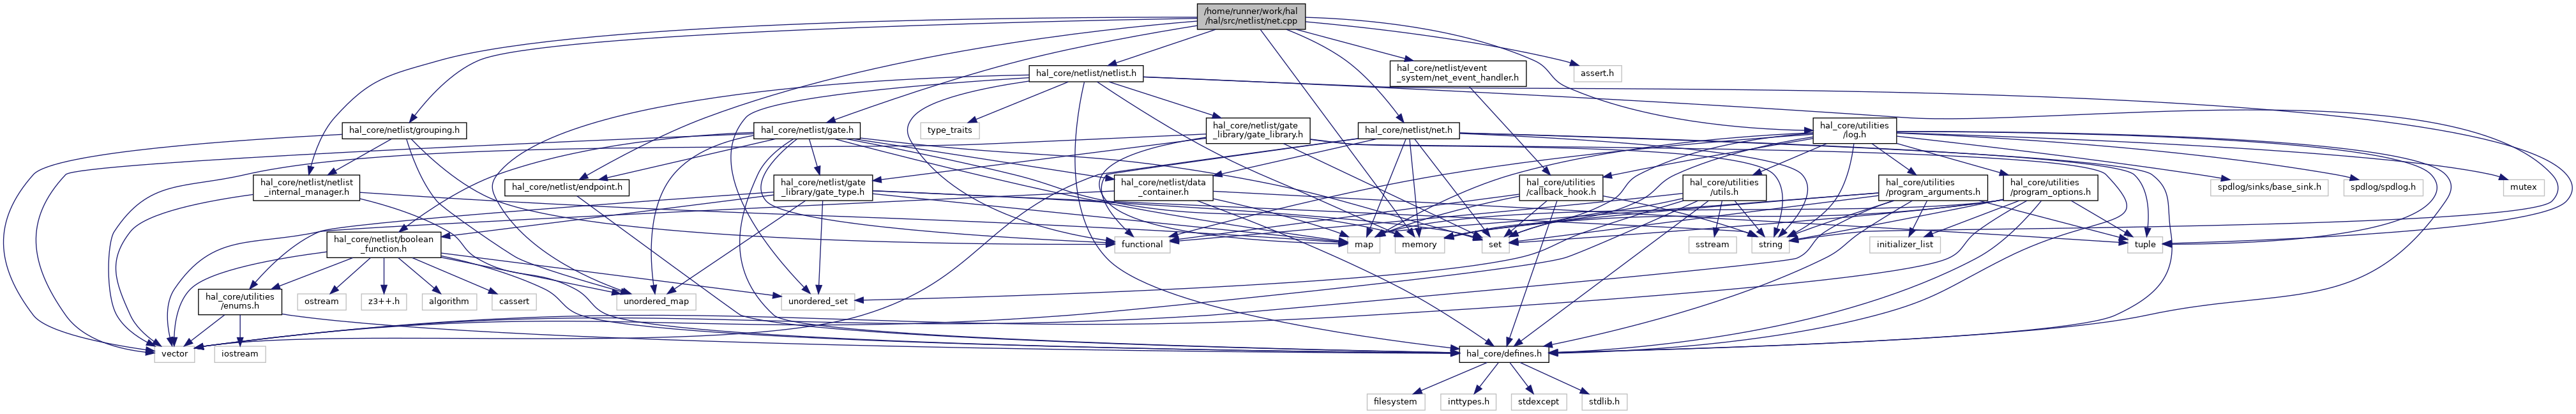 /home/runner/work/hal
/hal/src/netlist/net.cpp
hal_core/netlist/netlist.h
hal_core/netlist/event
_system/net_event_handler.h
assert.h
hal_core/netlist/grouping.h
hal_core/netlist/gate.h
type_traits
hal_core/netlist/gate
_library/gate_library.h
hal_core/netlist/net.h
hal_core/utilities
/log.h
hal_core/netlist/netlist
_internal_manager.h
hal_core/netlist/endpoint.h
hal_core/netlist/gate
_library/gate_type.h
hal_core/netlist/data
_container.h
hal_core/utilities
/callback_hook.h
hal_core/utilities
/utils.h
hal_core/utilities
/program_arguments.h
hal_core/utilities
/program_options.h
spdlog/sinks/base_sink.h
spdlog/spdlog.h
mutex
hal_core/netlist/boolean
_function.h
functional
map
memory
set
sstream
string
initializer_list
tuple
hal_core/utilities
/enums.h
ostream
z3++.h
algorithm
cassert
unordered_map
unordered_set
vector
iostream
hal_core/defines.h
filesystem
inttypes.h
stdexcept
stdlib.h